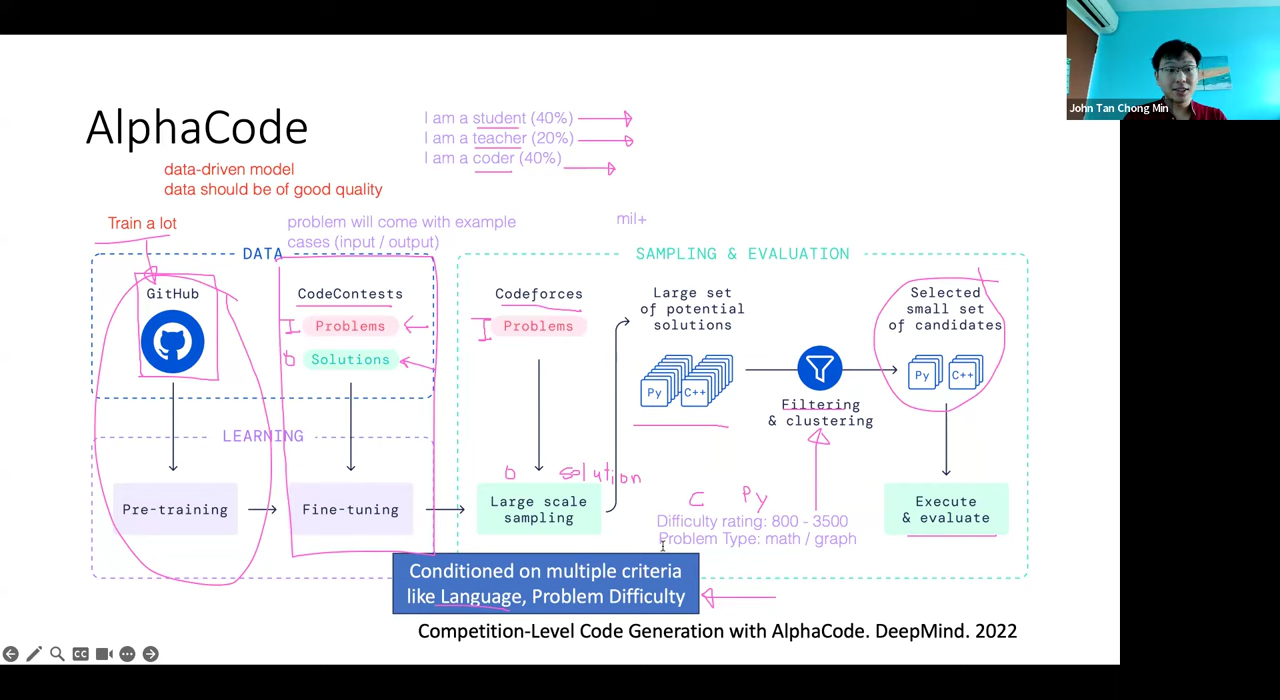 John Tan Chong Min
AlphaCode
I am a student (40%)
I am a teacher (20%)
I am a coder (40%)
data-driven model
data should be of good quality
Train a lot
problem will come with example
cases (input / output)
mil+
DATA
SAMPLING & EVALUATION
GitHub
CodeContests
I Problems
O Solutions
Codeforces
I Problems
Large set
of potential
solutions
Py C++
Filtering
& clustering
Selected
small set
of candidates
Py C++
LEARNING
Pre-training
Fine-tuning
O solution
Large scale
sampling
C Py
Difficulty rating: 800 - 3500
Problem Type: math / graph
Execute
& evaluate
Conditioned on multiple criteria
like Language, Problem Difficulty
Competition-Level Code Generation with AlphaCode. DeepMind. 2022
CC